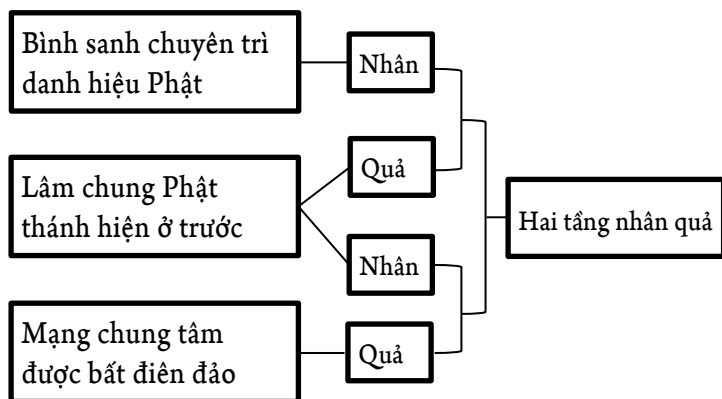 Bình sanh chuyên trì
danh hiệu Phật
Nhân
Quả
Lâm chung Phật
thánh hiện ở trước
Nhân
Hai tầng nhân quả
Mạng chung tâm
được bất điên đảo
Quả